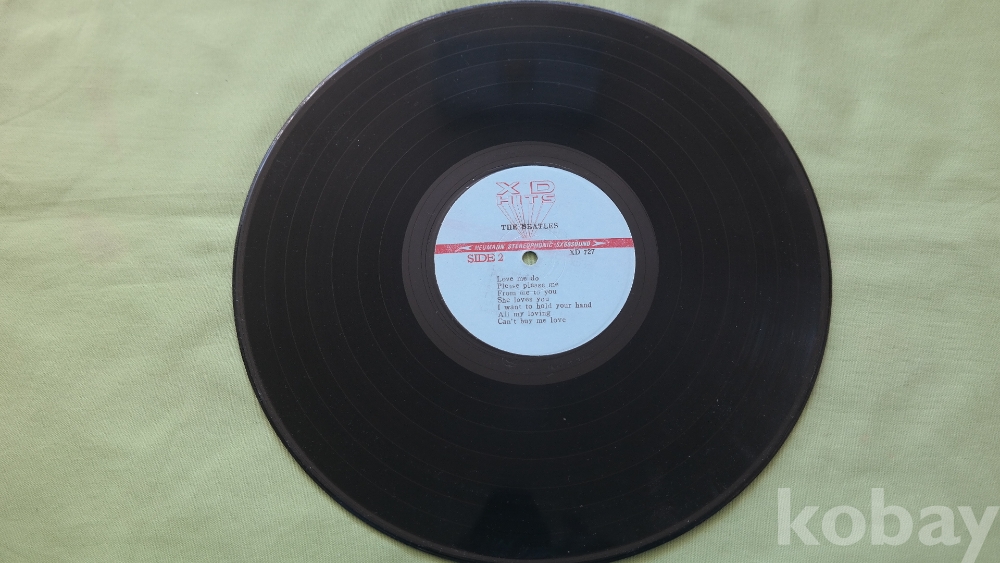 XD
HITS
THE BEATLES
NEUMANN STEREOPHONIC SX68SOUND
SIDE 2
XD 727
Love me do
Please please me
From me to you
She loves you
I want to hold your hand
All my loving
Can't buy me love
kobay